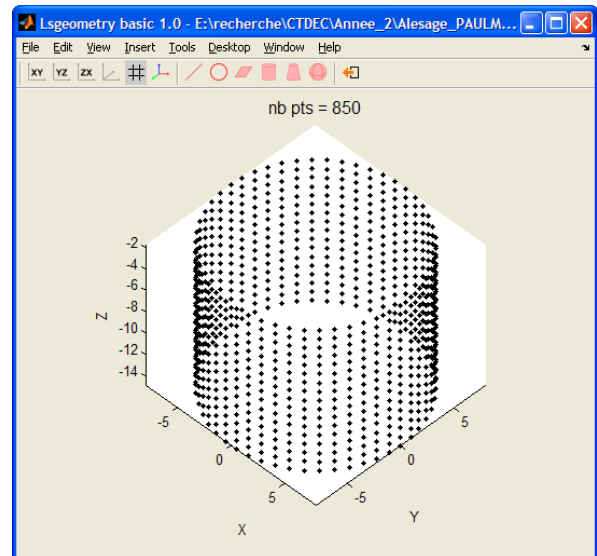 Lsgeometry basic 1.0 - E:\recherche\CTDEC\Annee_2\Alesage_PAULM...
File Edit View Insert Tools Desktop Window Help
XY YZ ZX
nb pts = 850
-2
-4
-6
-8
-10
-12
-14
Z
-5
0
5
X
5
0
-5
Y